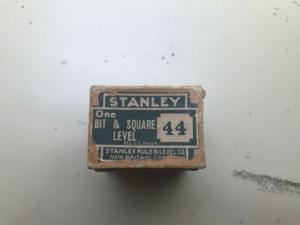 STANLEY
One
BIT & SQUARE
LEVEL
44
STANLEY RULE & LEVEL CO.
NEW BRITAIN, CONN.